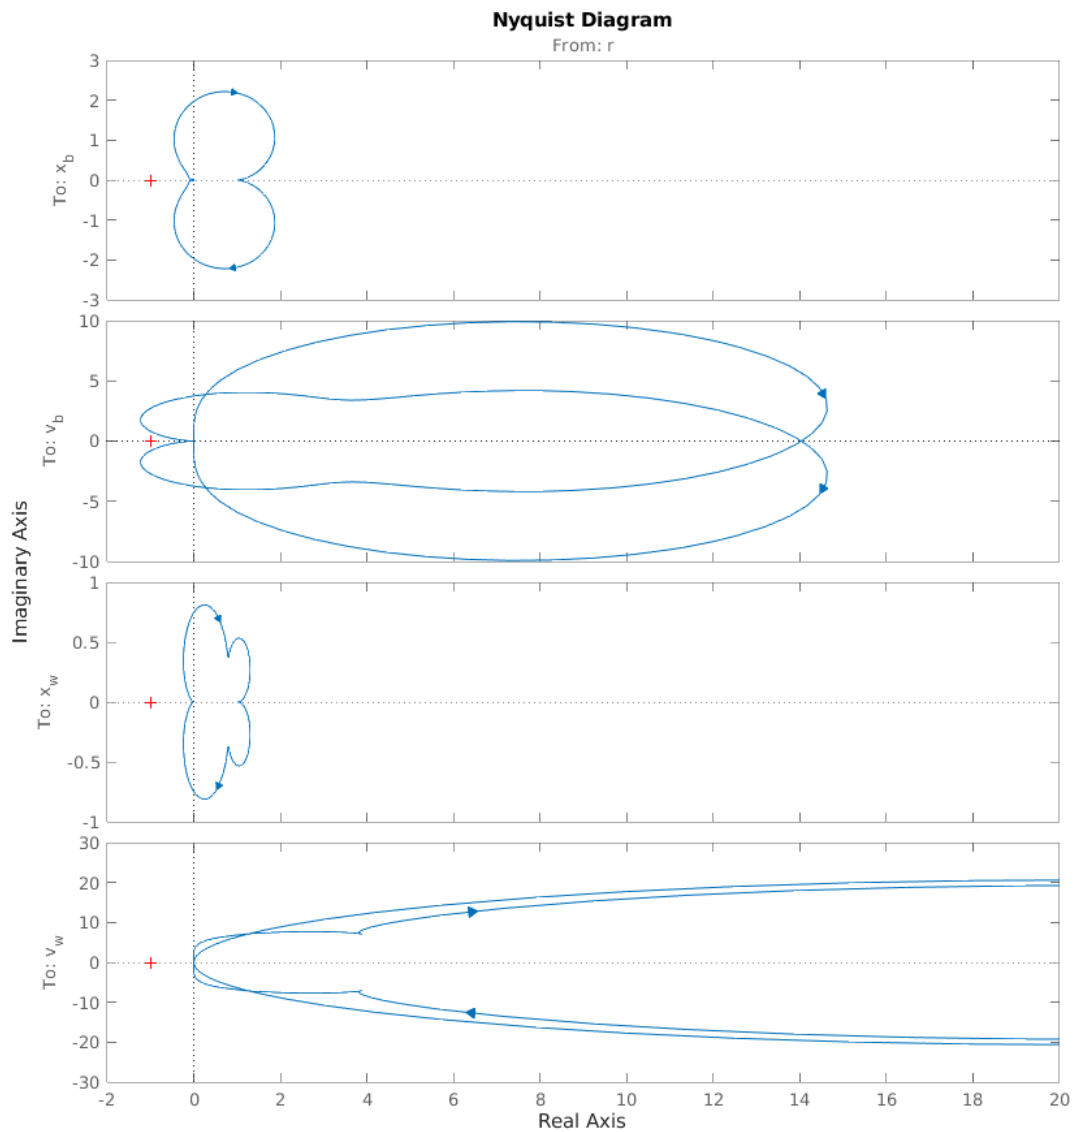 Nyquist Diagram
From: r
Imaginary Axis
To: x_b
3
2
1
0
-1
-2
-3
To: v_b
10
5
0
-5
-10
To: x_w
1
0.5
0
-0.5
-1
To: v_w
30
20
10
0
-10
-20
-30
-2 0 2 4 6 8 10 12 14 16 18 20
Real Axis